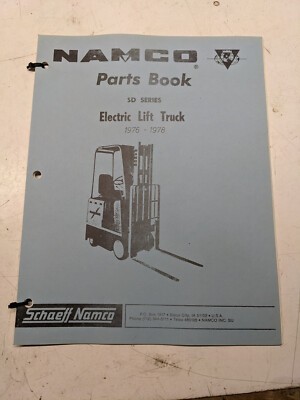 NAMCO®
Parts Book
SD SERIES
Electric Lift Truck
1976 - 1978
Schaeff Namco
U.S.A.